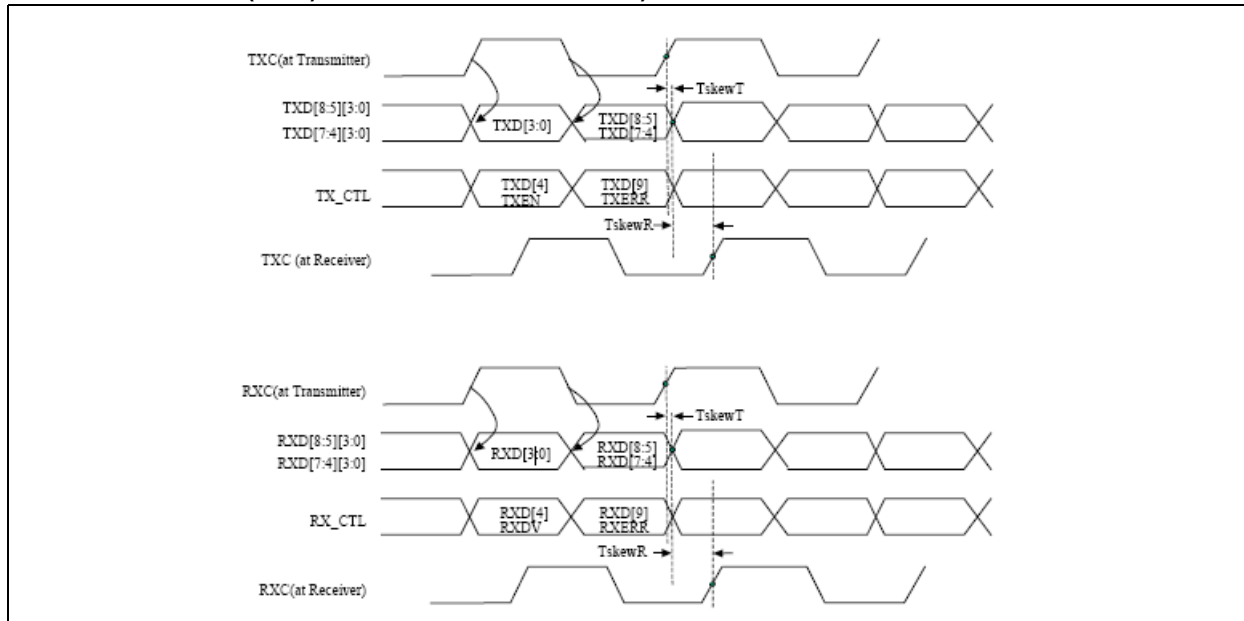 TXC(at Transmitter)
TskewT
TXD[8:5][3:0]
TXD[7:4][3:0]
TXD[3:0]
TXD[8:5]
TXD[7:4]
TX_CTL
TXD[4]
TXEN
TXD[9]
TXERR
TskewR
TXC (at Receiver)
RXC(at Transmitter)
TskewT
RXD[8:5][3:0]
RXD[7:4][3:0]
RXD[3:0]
RXD[8:5]
RXD[7:4]
RX_CTL
RXD[4]
RXDV
RXD[9]
RXERR
TskewR
RXC(at Receiver)